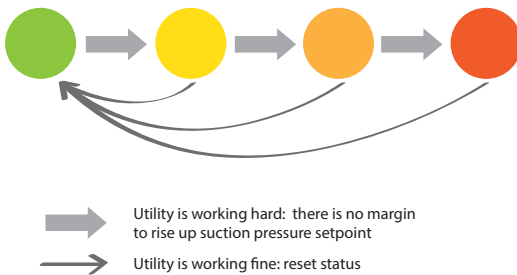 Utility is working hard: there is no margin
to rise up suction pressure setpoint
Utility is working fine: reset status